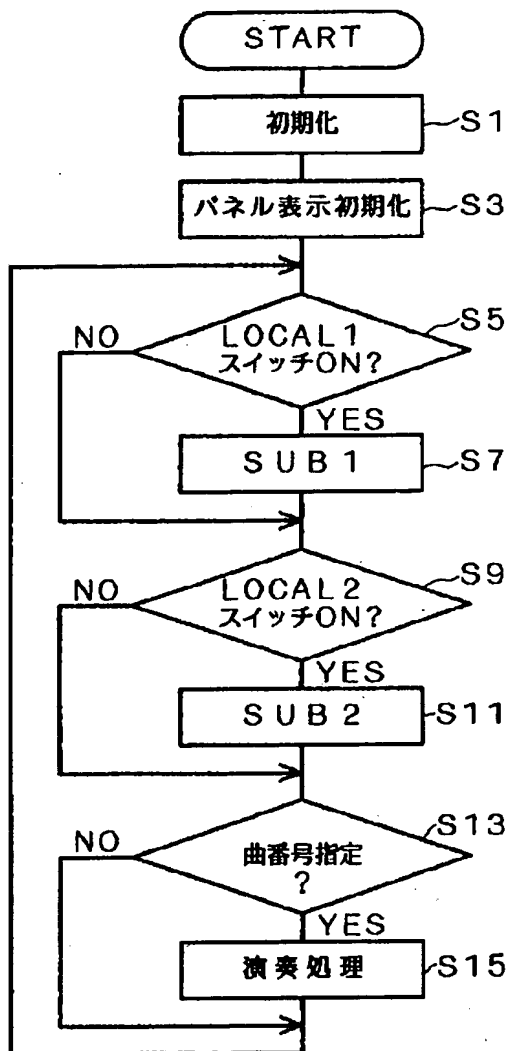 START
初期化
S1
パネル表示初期化
S3
S5
NO
LOCAL1
スイッチON?
YES
SUB1
S7
S9
NO
LOCAL2
スイッチON?
YES
SUB2
S11
S13
NO
曲番号指定
?
YES
演奏処理
S15